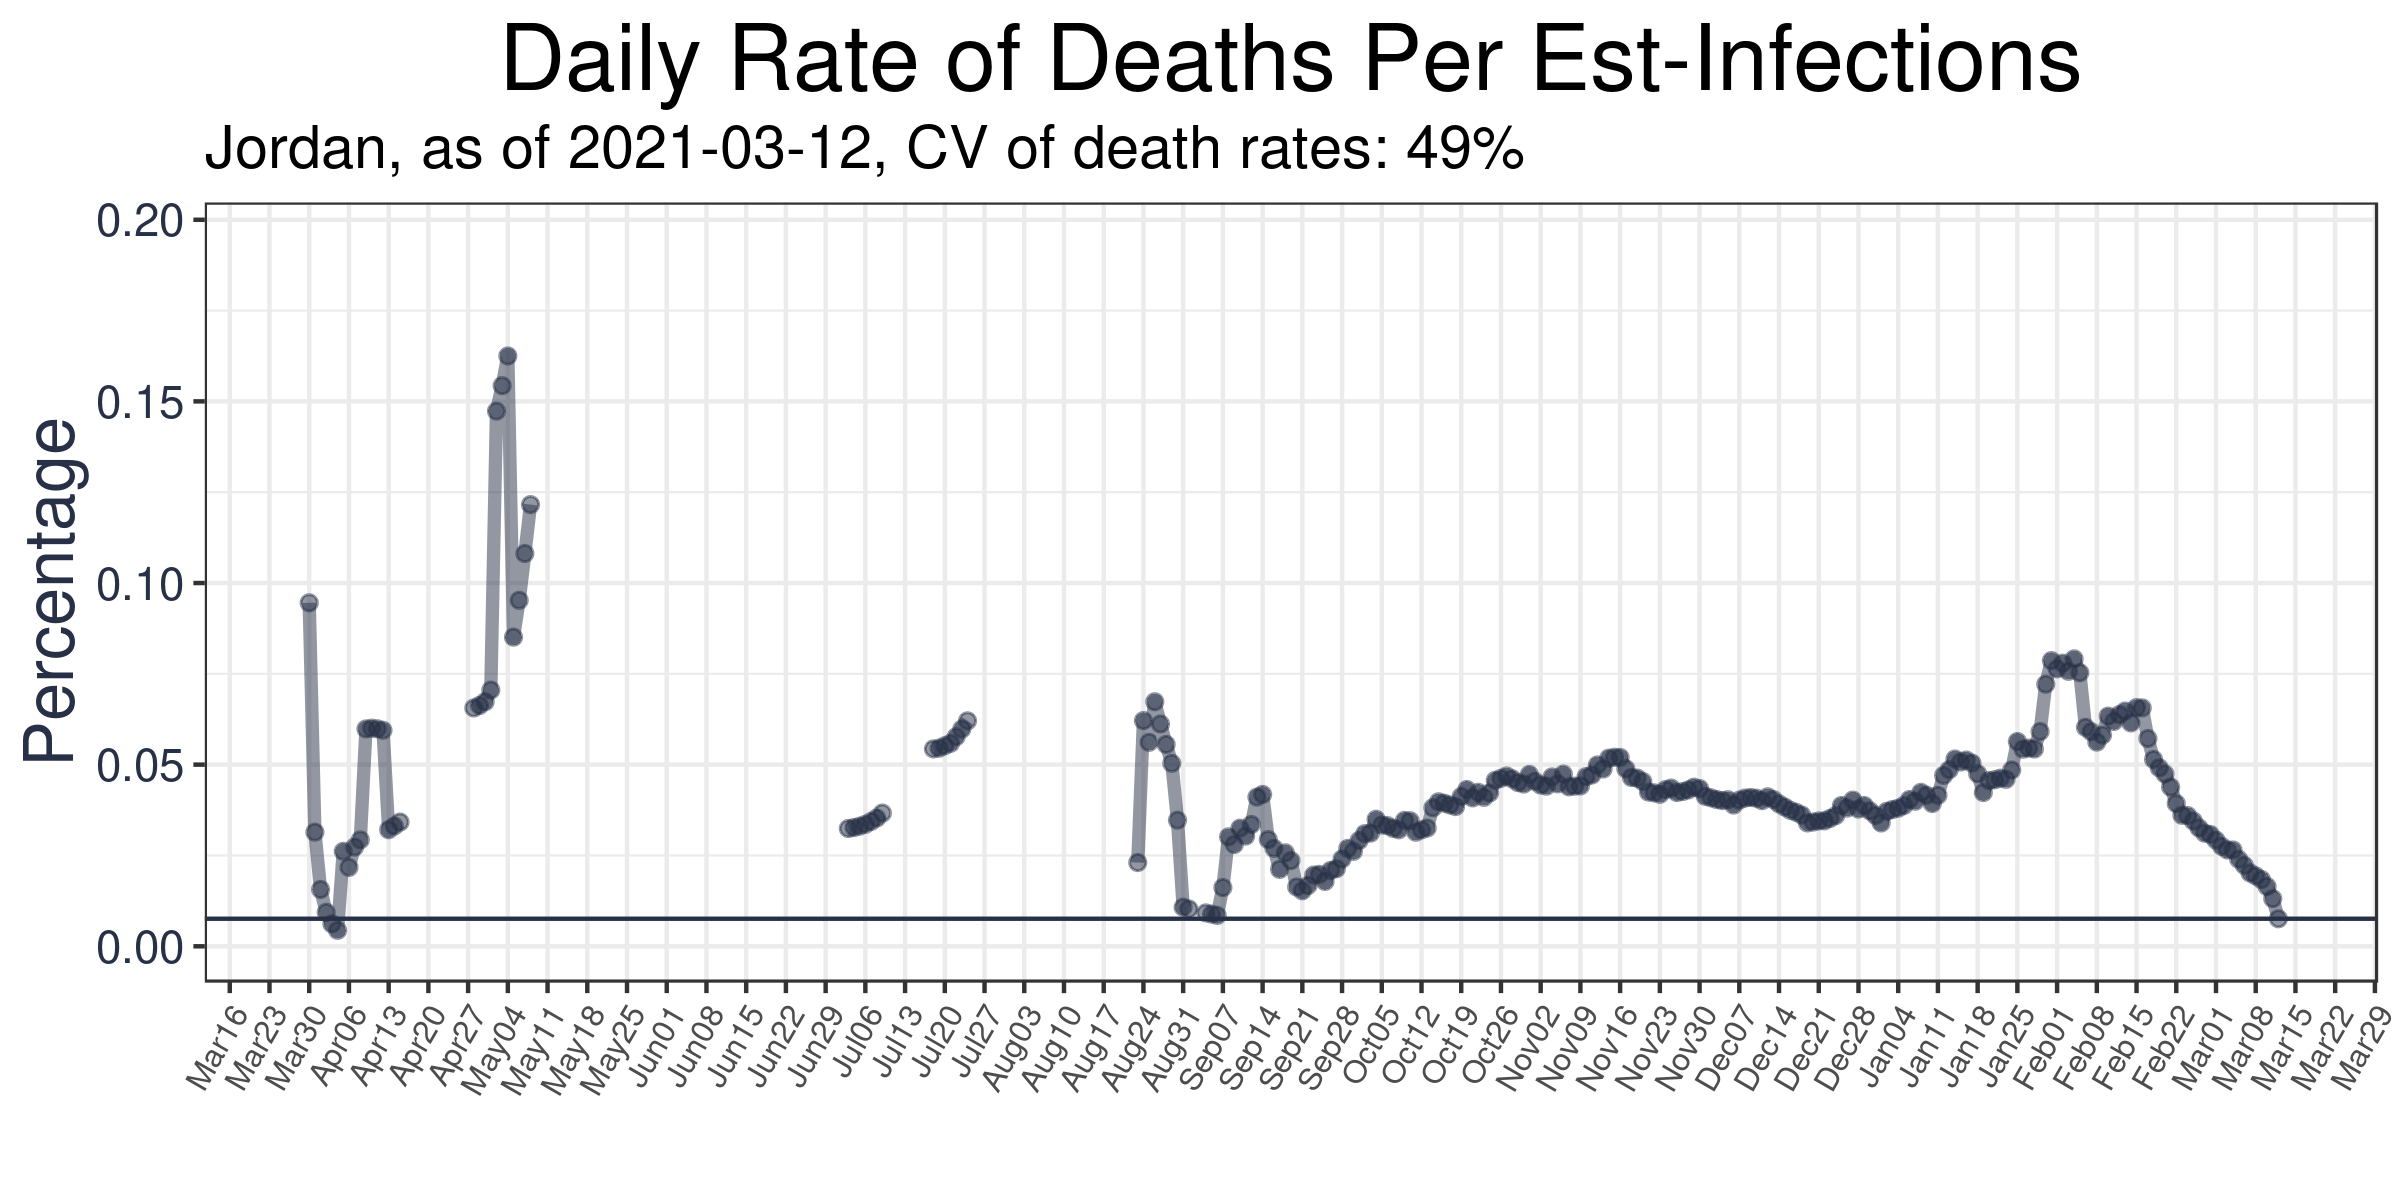 Daily Rate of Deaths Per Est-Infections
Jordan, as of 2021-03-12, CV of death rates: 49%
Percentage
0.20
0.15
0.10
0.05
0.00
Mar16
Mar23
Mar30
Apr06
Apr13
Apr20
Apr27
May04
May11
May18
May25
Jun01
Jun08
Jun15
Jun22
Jun29
Jul06
Jul13
Jul20
Jul27
Aug03
Aug10
Aug17
Aug24
Aug31
Sep07
Sep14
Sep21
Sep28
Oct05
Oct12
Oct19
Oct26
Nov02
Nov09
Nov16
Nov23
Nov30
Dec07
Dec14
Dec21
Dec28
Jan04
Jan11
Jan18
Jan25
Feb01
Feb08
Feb15
Feb22
Mar01
Mar08
Mar15
Mar22
Mar29